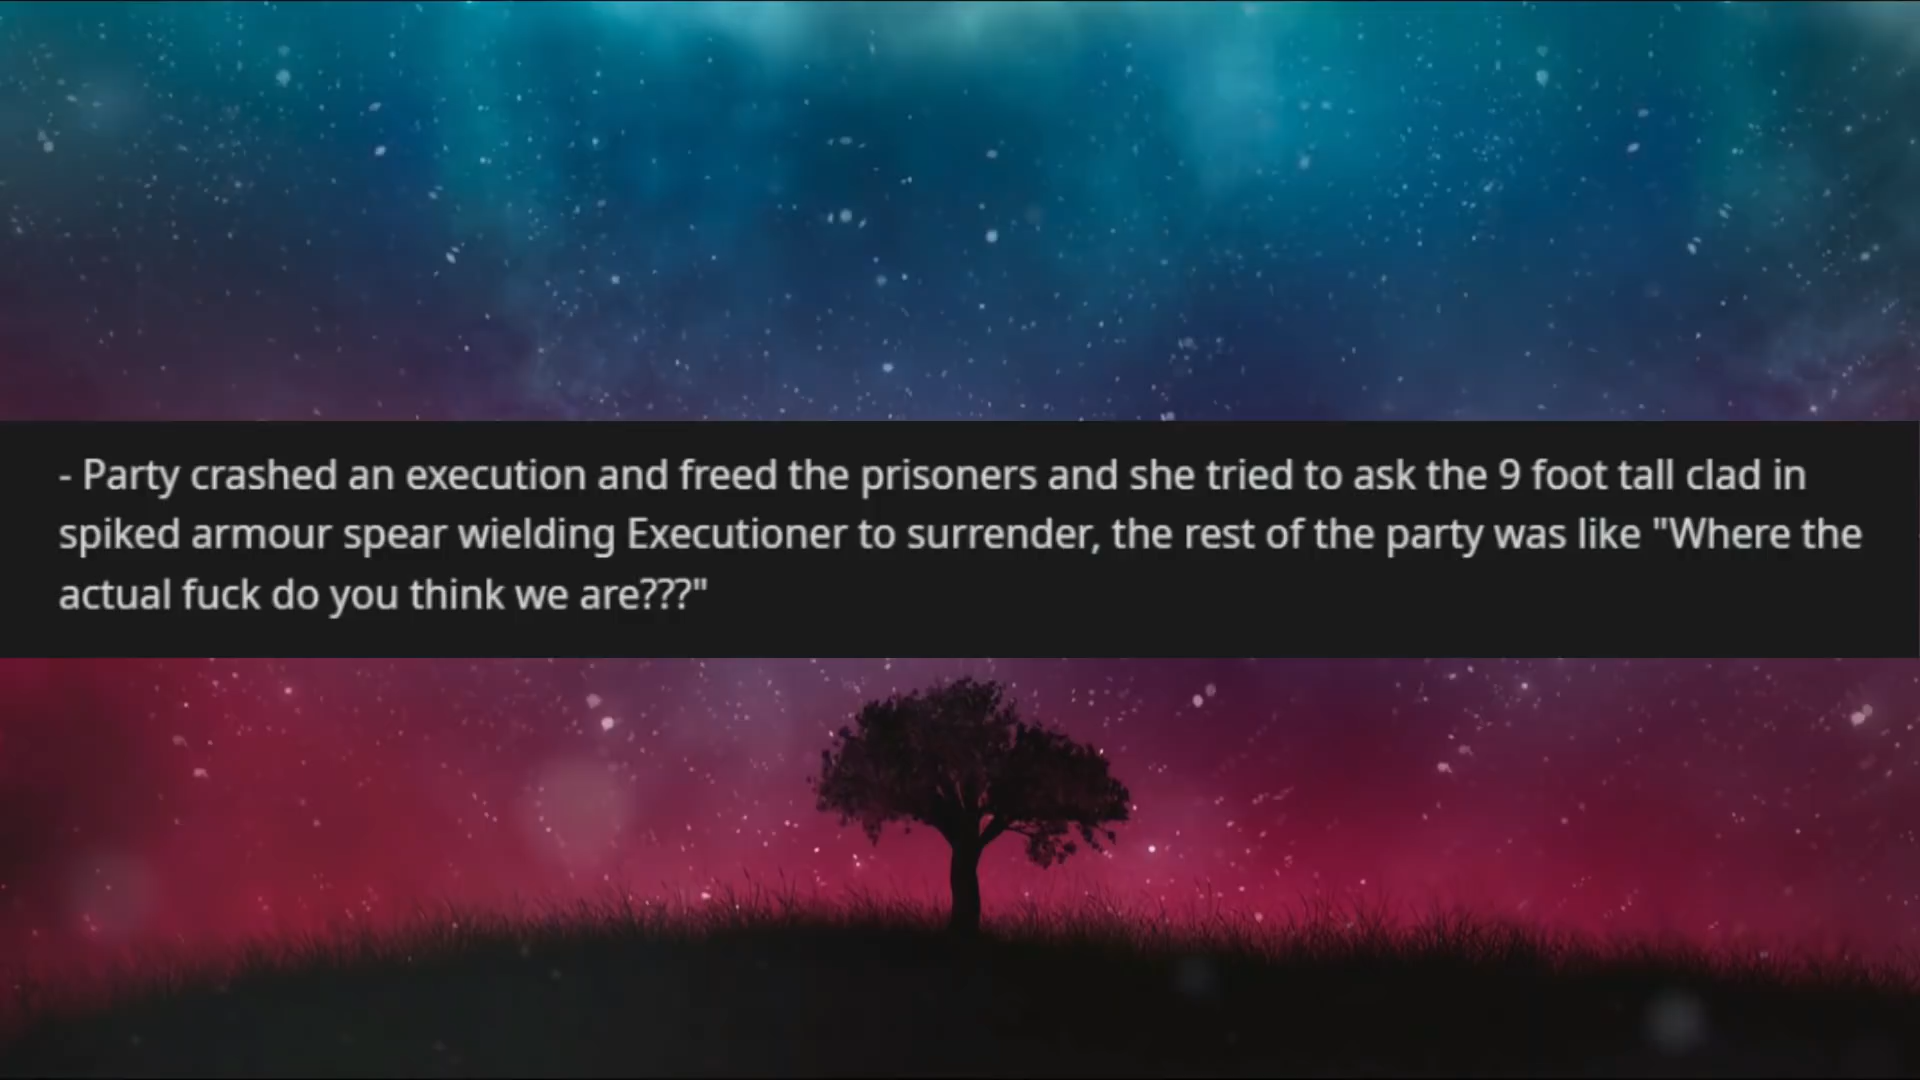 - Party crashed an execution and freed the prisoners and she tried to ask the 9 foot tall clad in
spiked armour spear wielding Executioner to surrender, the rest of the party was like "Where the
actual fuck do you think we are???"